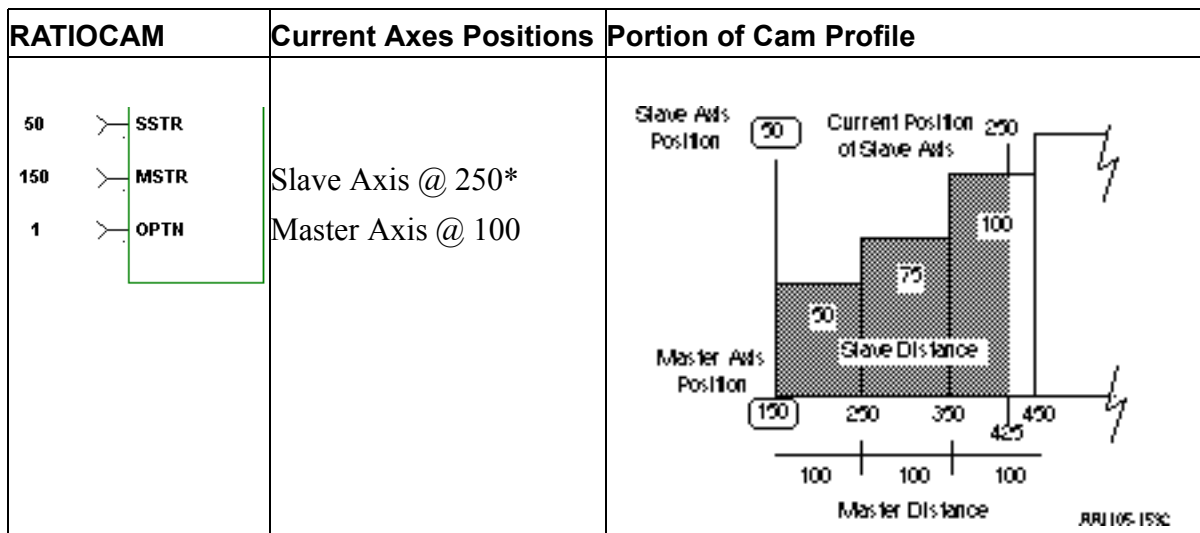 RATIOCAM Current Axes Positions Portion of Cam Profile
50 SSTR
150 MSTR
1 OPTN
Slave Axis @ 250*
Master Axis @ 100
Slave Axis
Position
50
Current Position
of Slave Axis
250
100
75
50
Slave Distance
Master Axis
Position
150 250 350 450
425
100 100 100
Master Distance